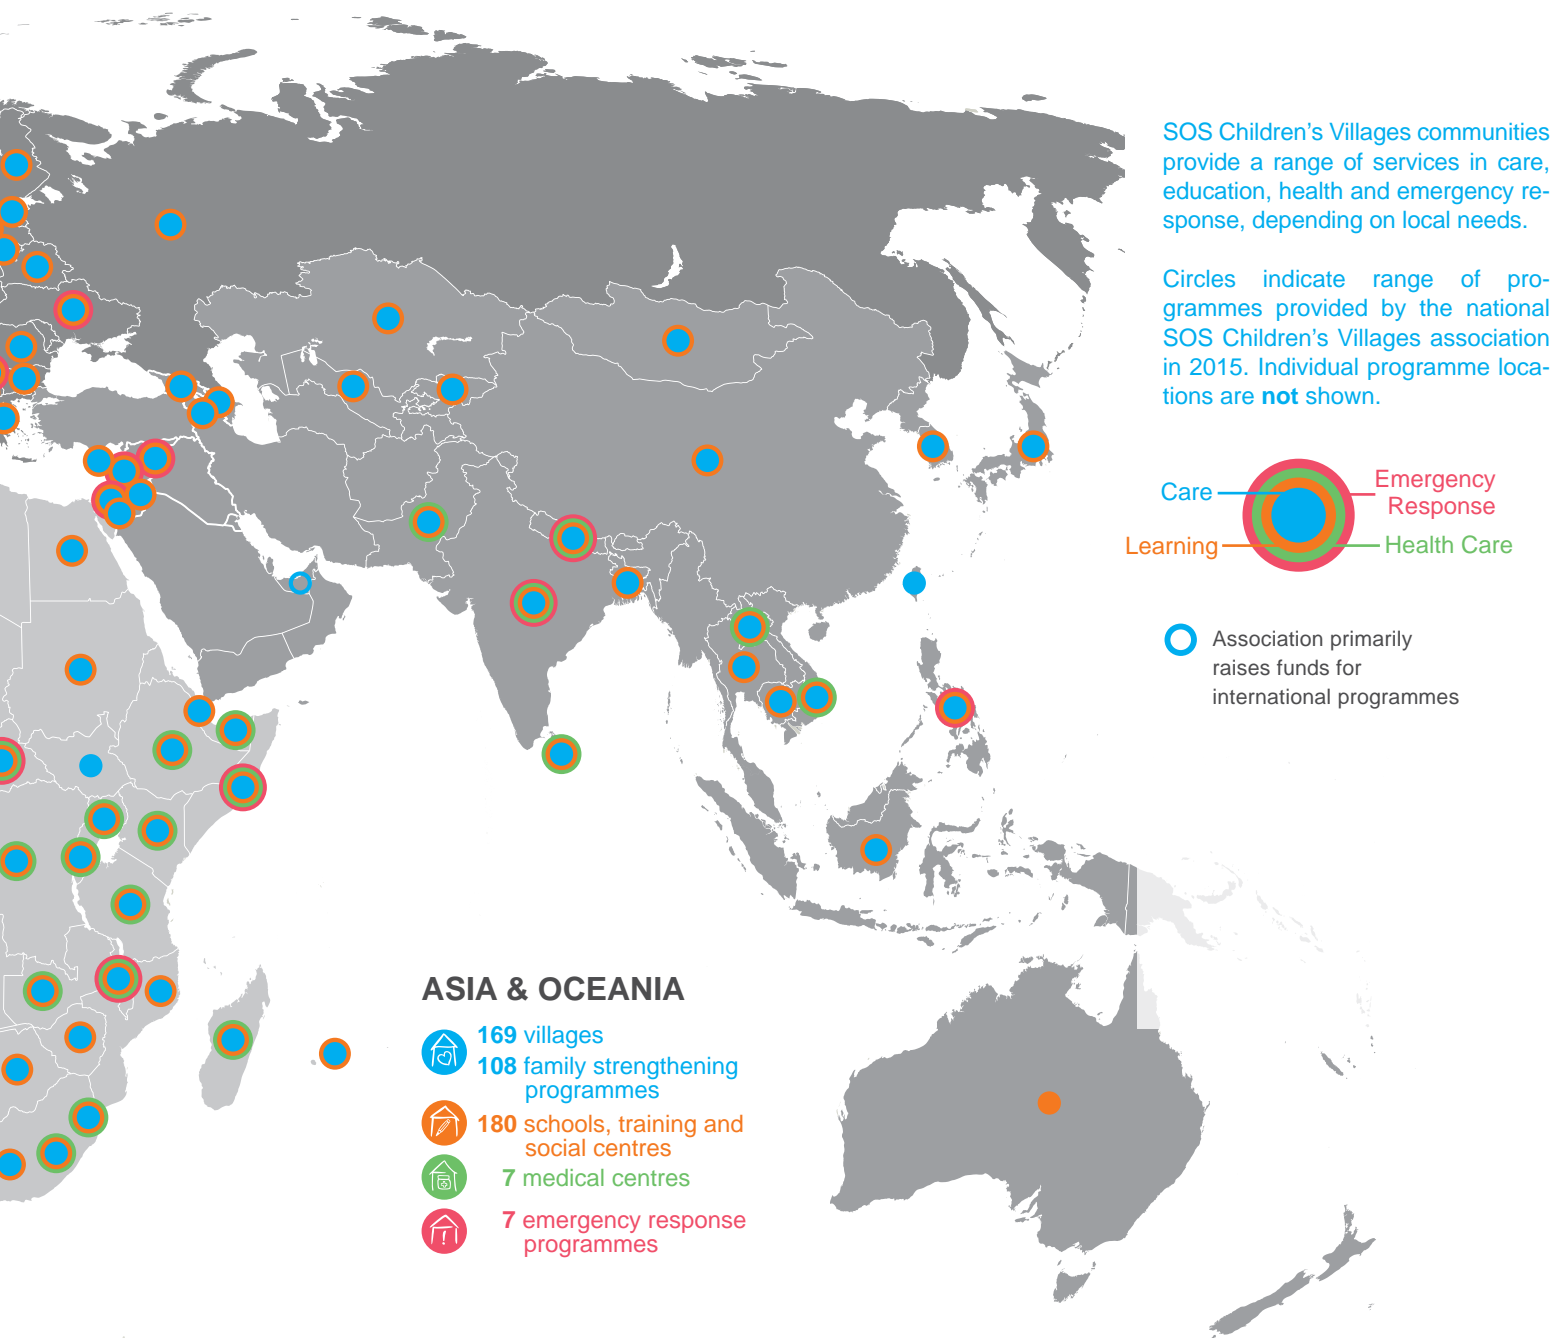 SOS Children's Villages communities
provide a range of services in care,
education, health and emergency re-
sponse, depending on local needs.
Circles indicate range of pro-
grammes provided by the national
SOS Children's Villages association
in 2015. Individual programme loca-
tions are not shown.
Care
Emergency
Response
Learning
Health Care
Association primarily
raises funds for
international programmes
ASIA & OCEANIA
169 villages
108 family strengthening
programmes
180 schools, training and
social centres
7 medical centres
7 emergency response
programmes